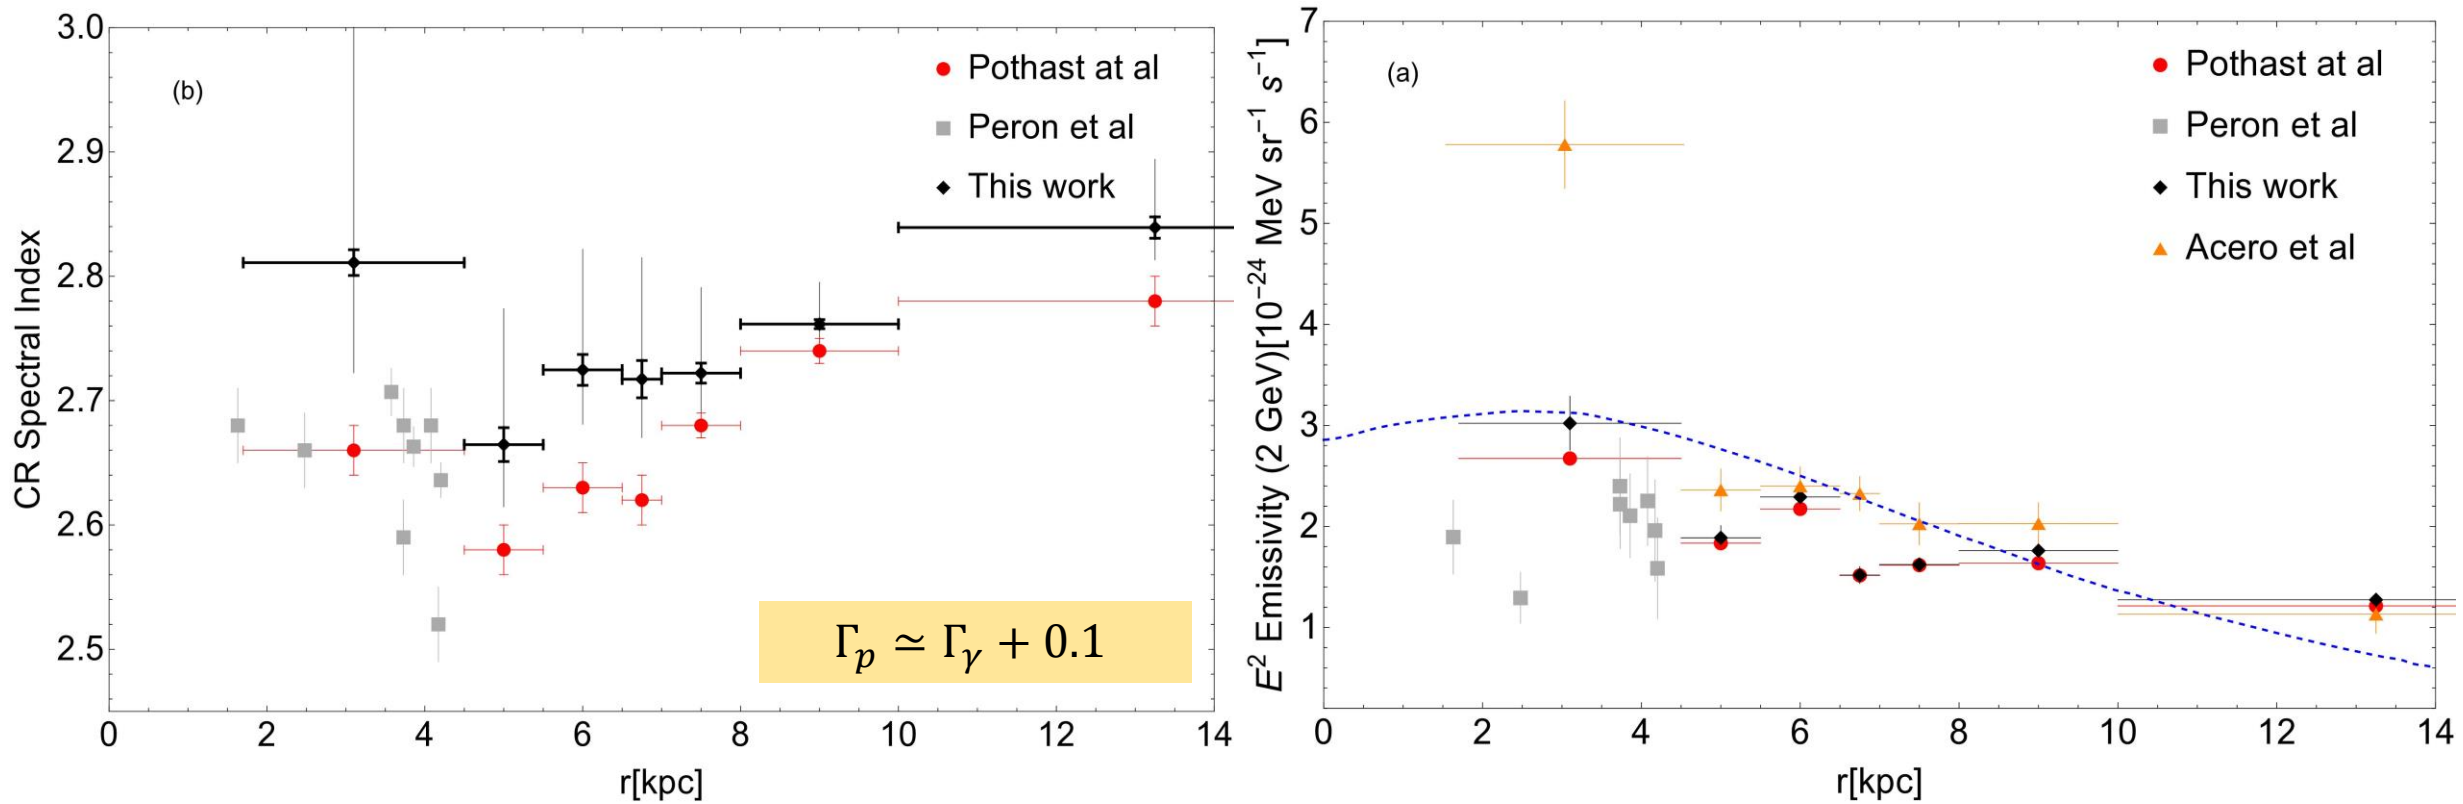 (b)
Pothast at al
Peron et al
This work
CR Spectral Index
3.0
2.9
2.8
2.7
2.6
2.5
Γp ≃ Γγ + 0.1
0 2 4 6 8 10 12 14
r[kpc]
(a)
Pothast at al
Peron et al
This work
Acero et al
E² Emissivity (2 GeV)[10⁻²⁴ MeV sr⁻¹ s⁻¹]
7
6
5
4
3
2
1
0 2 4 6 8 10 12 14
r[kpc]